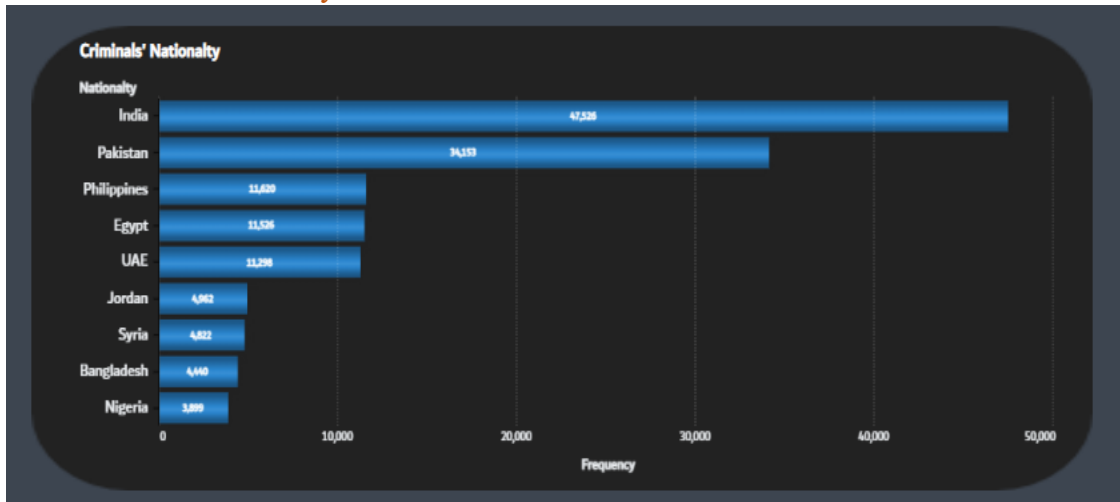 Criminals' Nationalty
Nationalty
India 47,526
Pakistan 34,153
Philippines 11,620
Egypt 11,526
UAE 11,298
Jordan 4,962
Syria 4,822
Bangladesh 4,440
Nigeria 3,899
0 10,000 20,000 30,000 40,000 50,000
Frequency